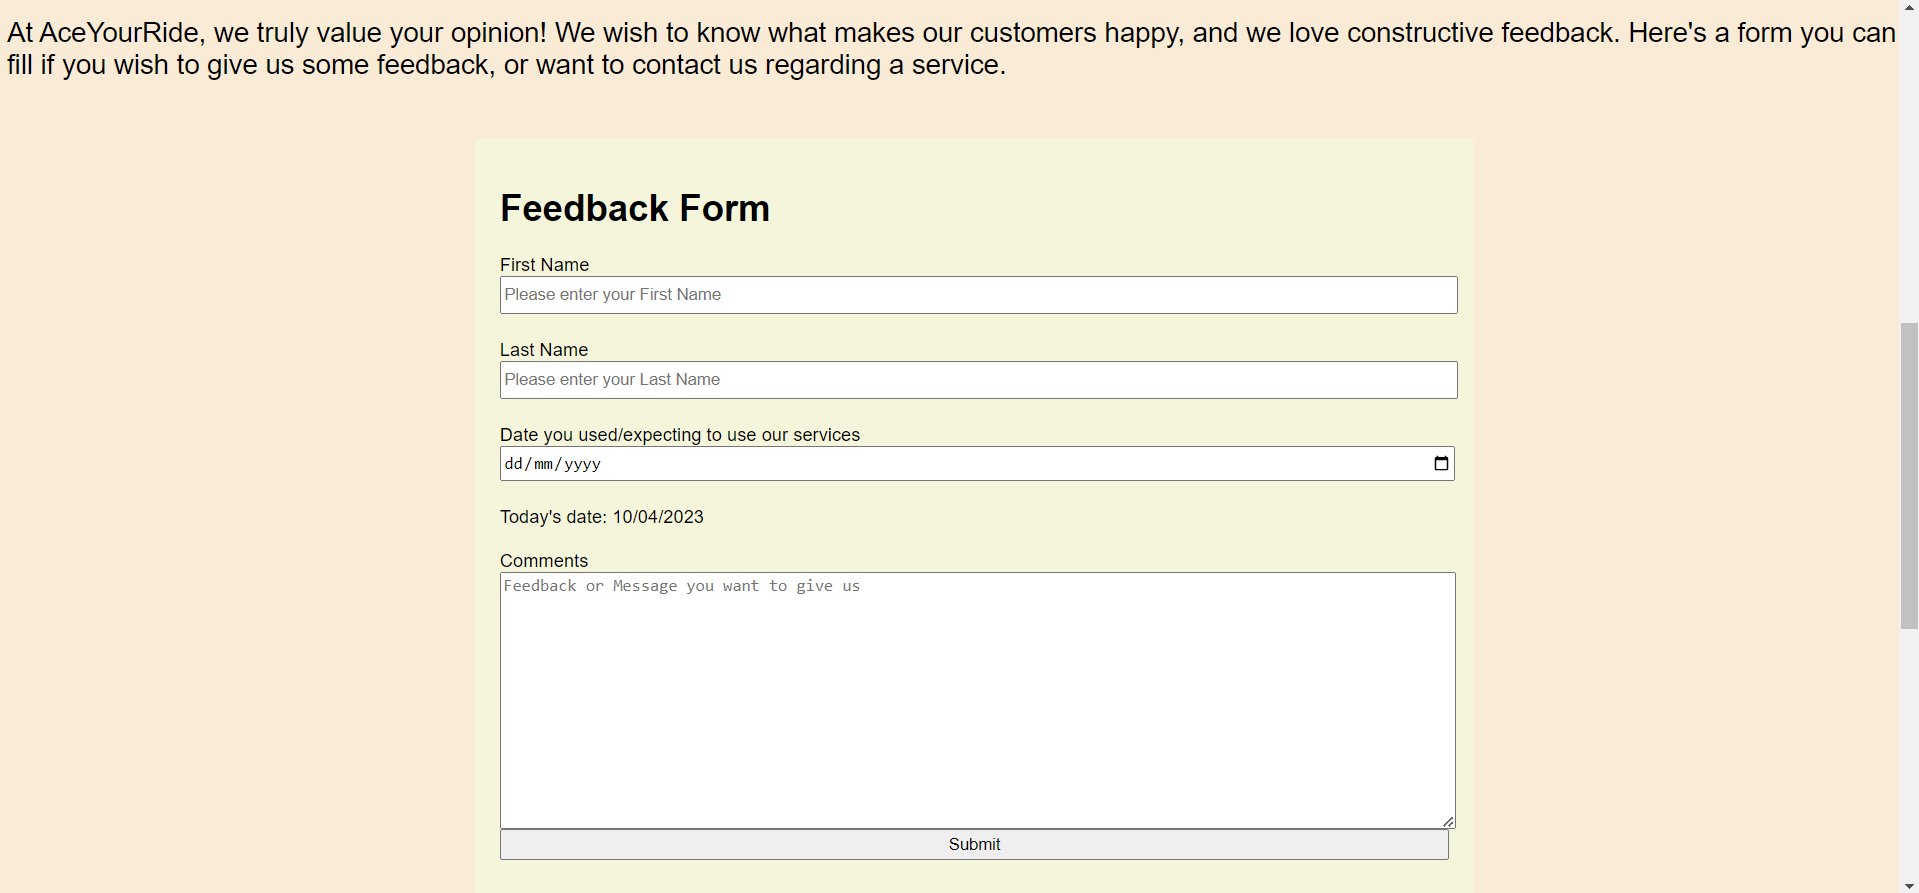 At AceYourRide, we truly value your opinion! We wish to know what makes our customers happy, and we love constructive feedback. Here's a form you can
fill if you wish to give us some feedback, or want to contact us regarding a service.
Feedback Form
First Name
Please enter your First Name
Last Name
Please enter your Last Name
Date you used/expecting to use our services
dd/mm/yyyy
Today's date: 10/04/2023
Comments
Feedback or Message you want to give us
Submit